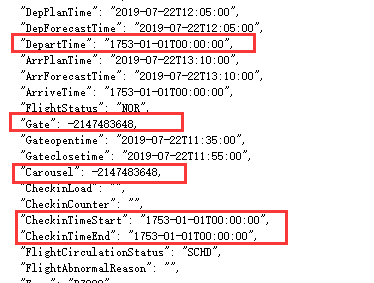 "DepPlanTime": "2019-07-22T12:05:00",
"DepForecastTime": "2019-07-22T12:05:00",
"DepartTime": "1753-01-01T00:00:00",
"ArrPlanTime": "2019-07-22T13:10:00",
"ArrForecastTime": "2019-07-22T13:10:00",
"ArriveTime": "1753-01-01T00:00:00",
"FlightStatus": "NOR",
"Gate": -2147483648,
"Gateopentime": "2019-07-22T11:35:00",
"Gateclosetime": "2019-07-22T11:55:00",
"Carousel": -2147483648,
"CheckinLoad": "",
"CheckinCounter": "",
"CheckinTimeStart": "1753-01-01T00:00:00",
"CheckinTimeEnd": "1753-01-01T00:00:00",
"FlightCirculationStatus": "SCHD",
"FlightAbnormalReason": "",